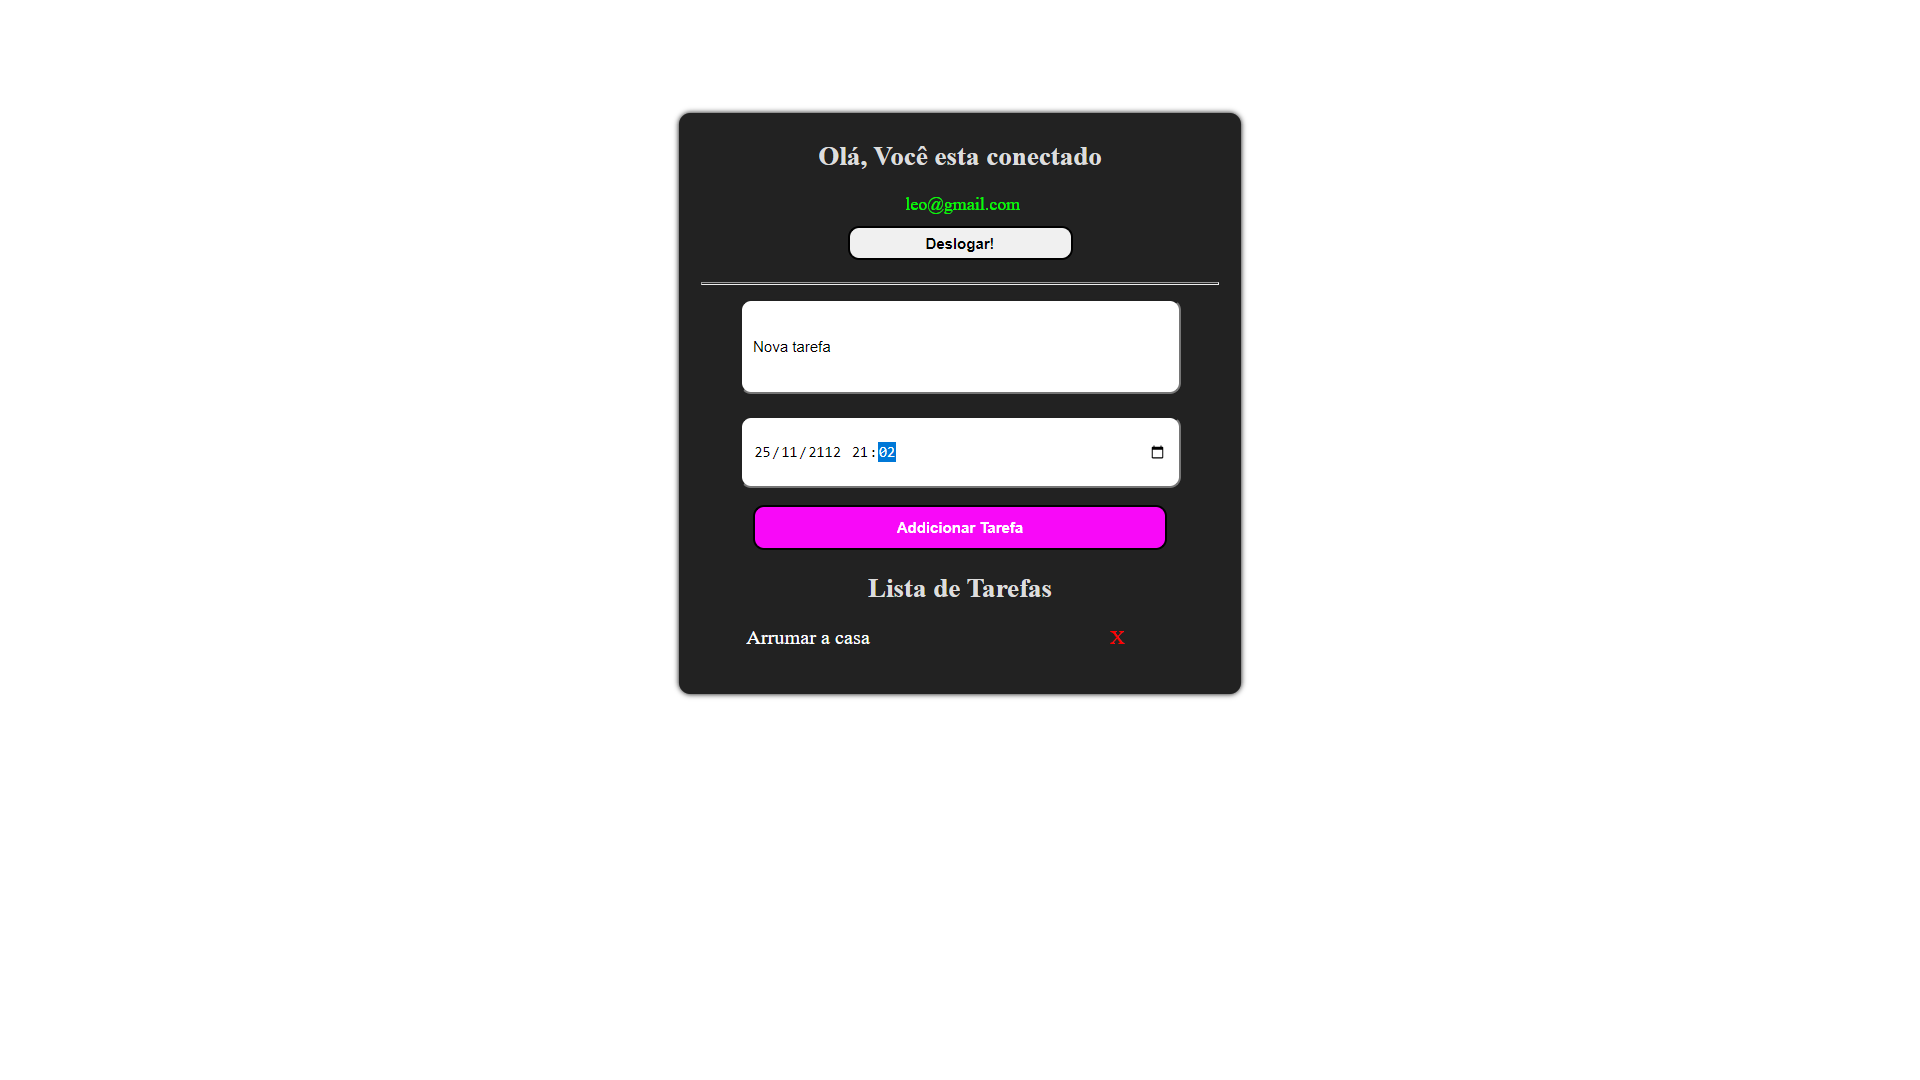 Olá, Você esta conectado
leo@gmail.com
Deslogar!
Nova tarefa
25/11/2112 21:02
Addicionar Tarefa
Lista de Tarefas
Arrumar a casa X